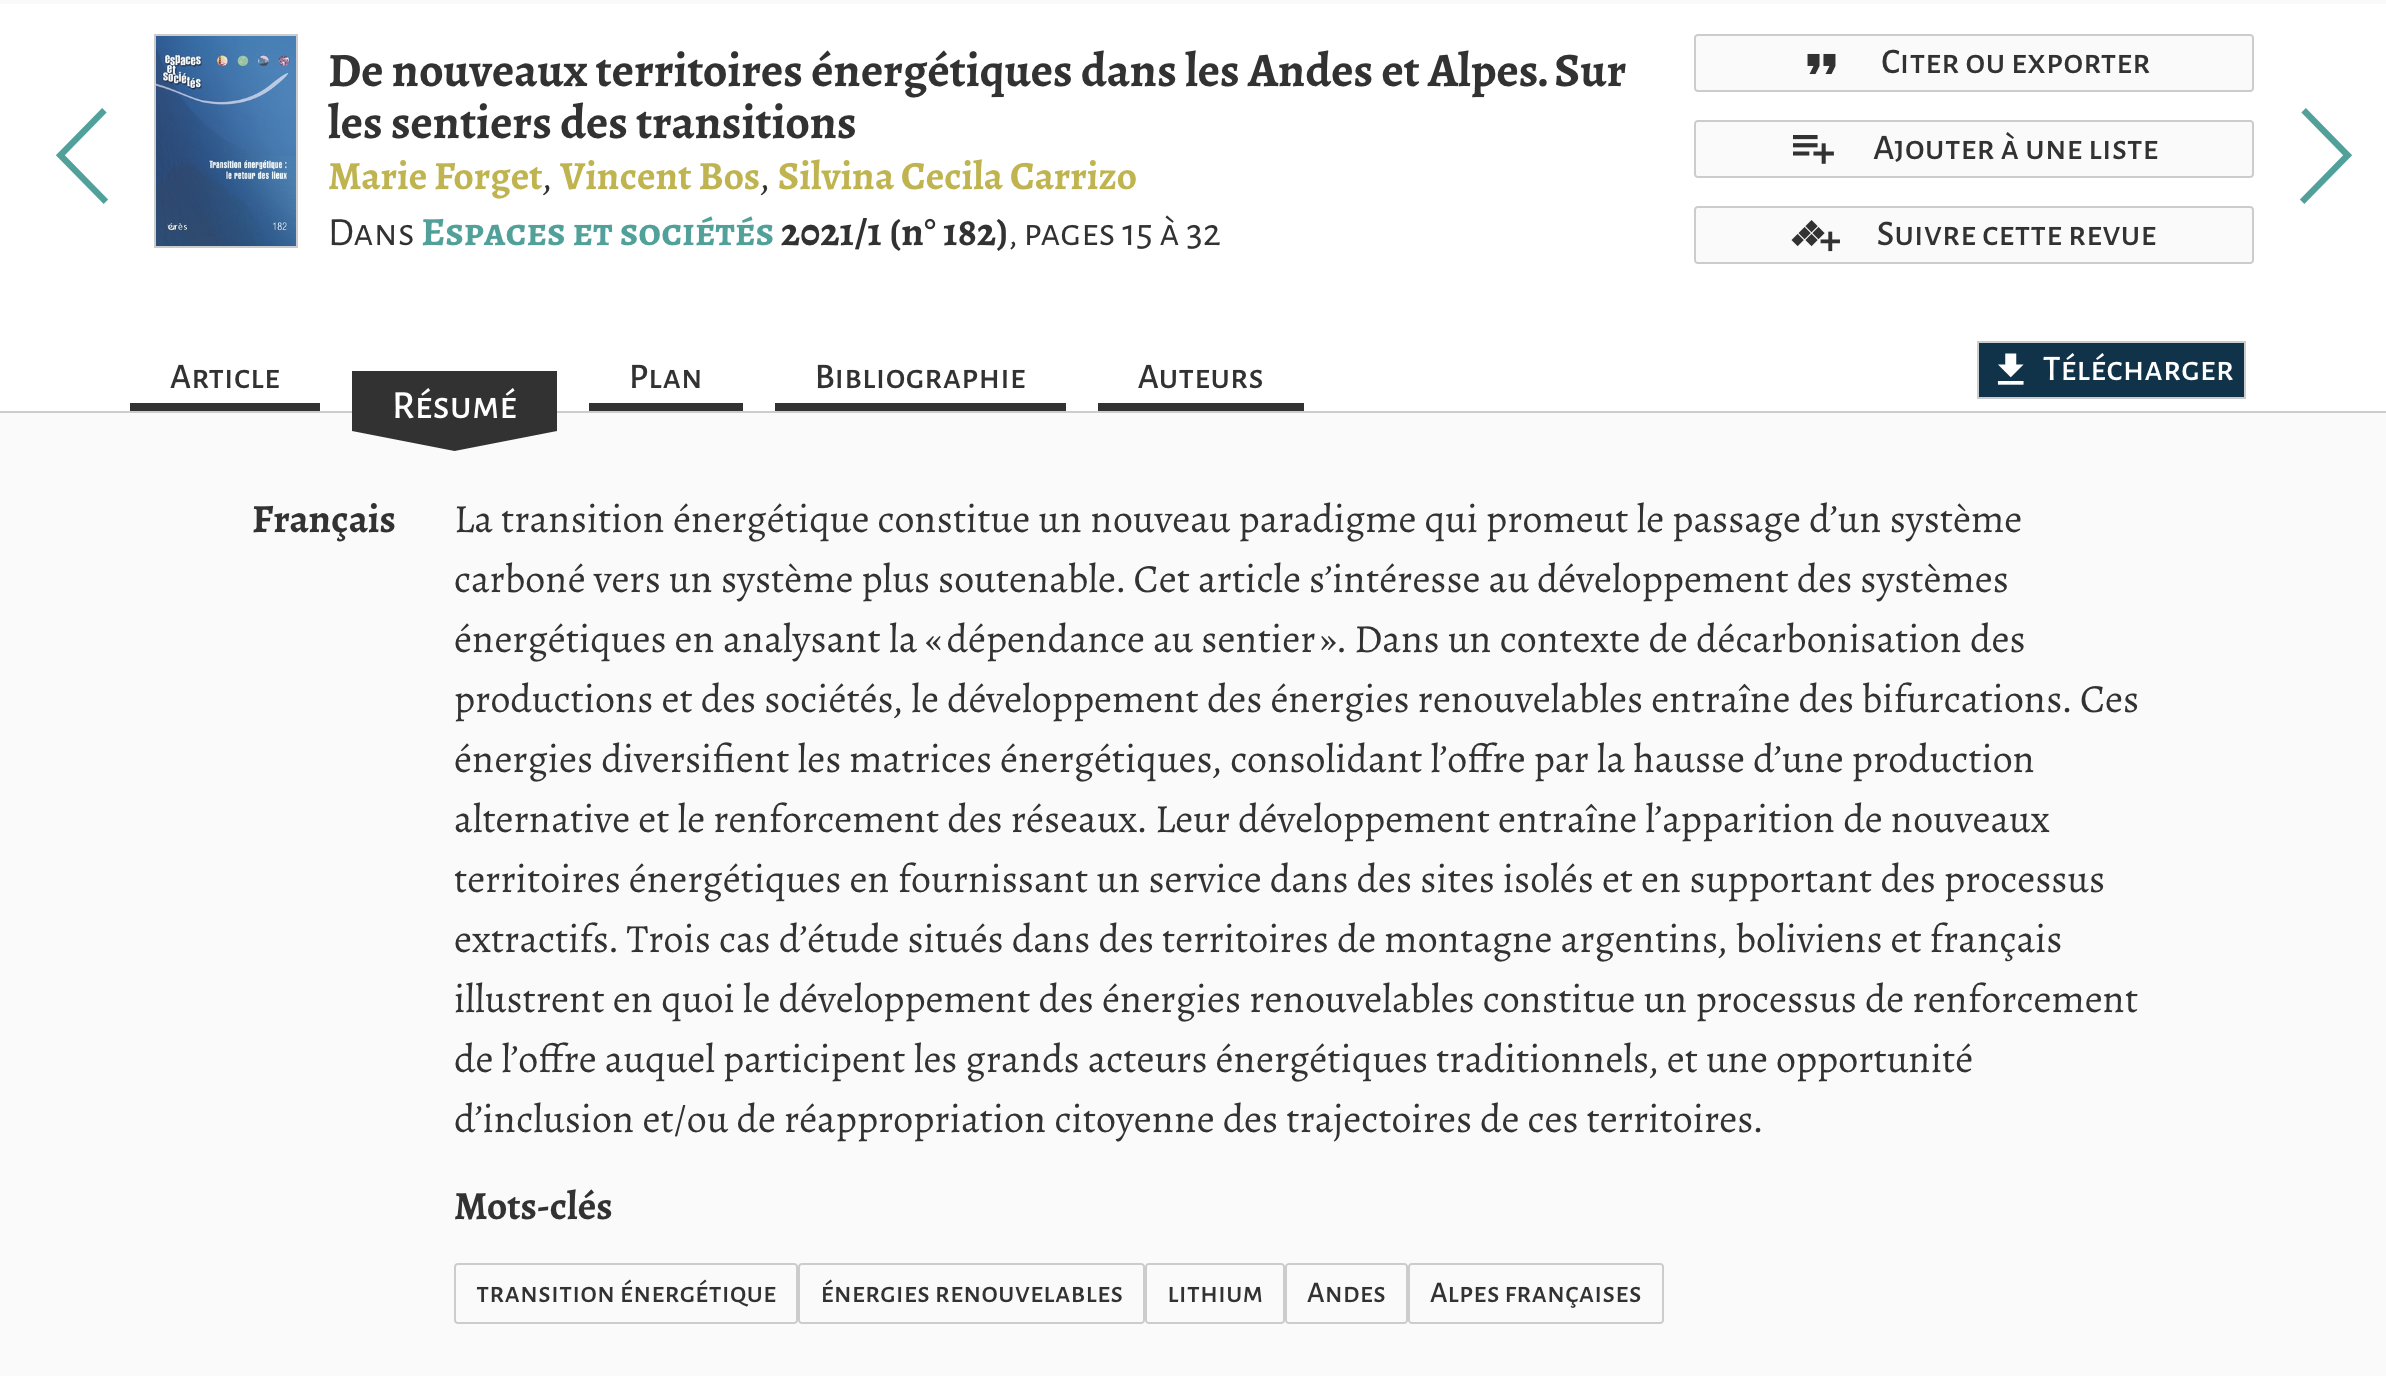 espaces
et
sociétés
Transition énergétique :
le retour des lieux
érès
182
De nouveaux territoires énergétiques dans les Andes et Alpes. Sur
les sentiers des transitions
Marie Forget, Vincent Bos, Silvina Cecila Carrizo
Dans Espaces et sociétés 2021/1 (n° 182), pages 15 à 32
Citer ou exporter
Ajouter à une liste
Suivre cette revue
Article
Résumé
Plan
Bibliographie
Auteurs
Télécharger
Français
La transition énergétique constitue un nouveau paradigme qui promeut le passage d’un système
carboné vers un système plus soutenable. Cet article s’intéresse au développement des systèmes
énergétiques en analysant la « dépendance au sentier ». Dans un contexte de décarbonisation des
productions et des sociétés, le développement des énergies renouvelables entraîne des bifurcations. Ces
énergies diversifient les matrices énergétiques, consolidant l’offre par la hausse d’une production
alternative et le renforcement des réseaux. Leur développement entraîne l’apparition de nouveaux
territoires énergétiques en fournissant un service dans des sites isolés et en supportant des processus
extractifs. Trois cas d’étude situés dans des territoires de montagne argentins, boliviens et français
illustrent en quoi le développement des énergies renouvelables constitue un processus de renforcement
de l’offre auquel participent les grands acteurs énergétiques traditionnels, et une opportunité
d’inclusion et/ou de réappropriation citoyenne des trajectoires de ces territoires.
Mots-clés
transition énergétique
énergies renouvelables
lithium
Andes
Alpes françaises